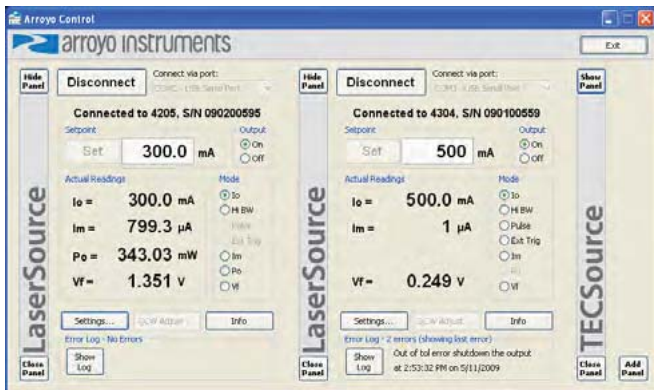 Arroyo Control
arroyo instruments
Exit
Hide Panel
Disconnect
Connect via port:
Connected to 4205, S/N 090200595
Setpoint
Output
Set
300.0 mA
On
Off
Actual Readings
Mode
Io = 300.0 mA
Im = 799.3 µA
Po = 343.03 mW
Vf = 1.351 V
Io
Hi BW
Pulse
Ext Trig
Im
Po
Vf
Settings...
QCW Adjust
Info
Error Log - No Errors
Show Log
LaserSource
Close Panel
Hide Panel
Disconnect
Connect via port:
Connected to 4304, S/N 090100559
Setpoint
Output
Set
500 mA
On
Off
Actual Readings
Mode
Io = 500.0 mA
Im = 1 µA
Vf = 0.249 V
Io
Hi BW
Pulse
Ext Trig
Im
Vf
Settings...
QCW Adjust
Info
Error Log - 2 errors (showing last error)
Show Log
Out of tol error shutdown the output
at 2:53:32 PM on 5/11/2009
LaserSource
Close Panel
Show Panel
TECSource
Close Panel
Add Panel